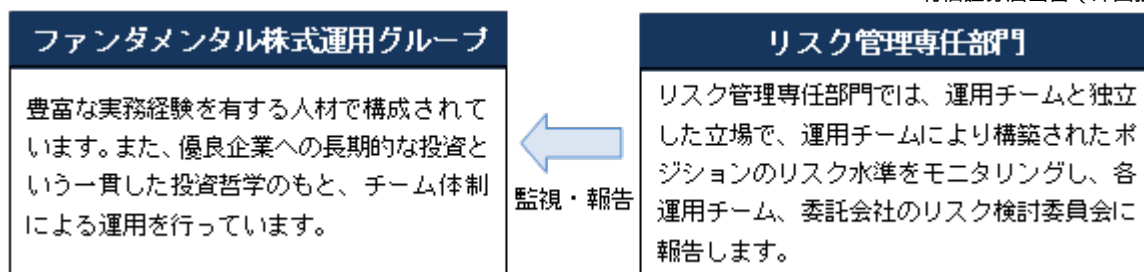 ファンダメンタル株式運用グループ
豊富な実務経験を有する人材で構成されて
います。また、優良企業への長期的な投資と
いう一貫した投資哲学のもと、チーム体制
による運用を行っています。
監視・報告
リスク管理専任部門
リスク管理専任部門では、運用チームと独立
した立場で、運用チームにより構築されたポ
ジションのリスク水準をモニタリングし、各
運用チーム、委託会社のリスク検討委員会に
報告します。